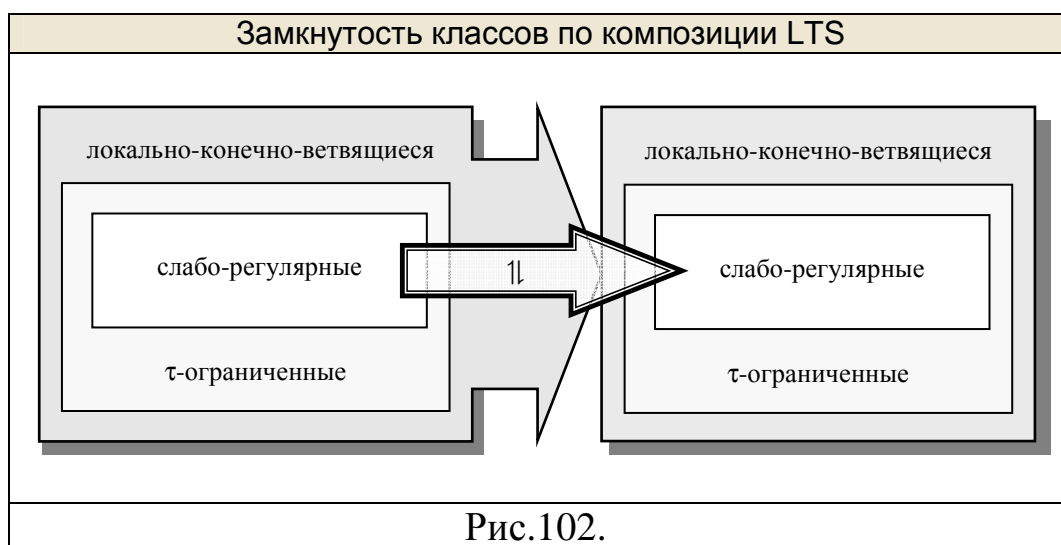 Замкнутость классов по композиции LTS
локально-конечно-ветвящиеся
слабо-регулярные
⇅
τ-ограниченные
локально-конечно-ветвящиеся
слабо-регулярные
τ-ограниченные
Рис.102.